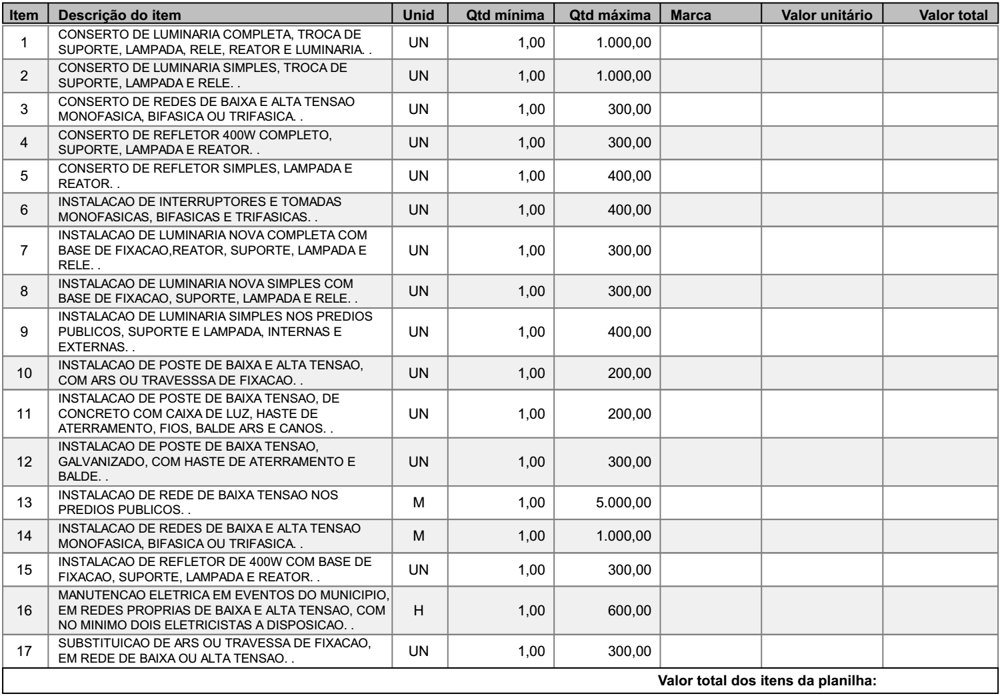 Item Descrição do item Unid Qtd mínima Qtd máxima Marca Valor unitário Valor total
1 CONSERTO DE LUMINARIA COMPLETA, TROCA DE UN 1,00 1.000,00
SUPORTE, LAMPADA, RELE, REATOR E LUMINARIA. .
2 CONSERTO DE LUMINARIA SIMPLES, TROCA DE UN 1,00 1.000,00
SUPORTE, LAMPADA E RELE. .
3 CONSERTO DE REDES DE BAIXA E ALTA TENSAO UN 1,00 300,00
MONOFASICA, BIFASICA OU TRIFASICA. .
4 CONSERTO DE REFLETOR 400W COMPLETO, UN 1,00 300,00
SUPORTE, LAMPADA E REATOR. .
5 CONSERTO DE REFLETOR SIMPLES, LAMPADA E UN 1,00 400,00
REATOR. .
6 INSTALACAO DE INTERRUPTORES E TOMADAS UN 1,00 400,00
MONOFASICAS, BIFASICAS E TRIFASICAS. .
INSTALACAO DE LUMINARIA NOVA COMPLETA COM
7 BASE DE FIXACAO,REATOR, SUPORTE, LAMPADA E UN 1,00 300,00
RELE. .
8 INSTALACAO DE LUMINARIA NOVA SIMPLES COM UN 1,00 300,00
BASE DE FIXACAO, SUPORTE, LAMPADA E RELE. .
INSTALACAO DE LUMINARIA SIMPLES NOS PREDIOS
9 PUBLICOS, SUPORTE E LAMPADA, INTERNAS E UN 1,00 400,00
EXTERNAS. .
10 INSTALACAO DE POSTE DE BAIXA E ALTA TENSAO, UN 1,00 200,00
COM ARS OU TRAVESSSA DE FIXACAO. .
INSTALACAO DE POSTE DE BAIXA TENSAO, DE
11 CONCRETO COM CAIXA DE LUZ, HASTE DE UN 1,00 200,00
ATERRAMENTO, FIOS, BALDE ARS E CANOS. .
INSTALACAO DE POSTE DE BAIXA TENSAO,
12 GALVANIZADO, COM HASTE DE ATERRAMENTO E UN 1,00 300,00
BALDE. .
13 INSTALACAO DE REDE DE BAIXA TENSAO NOS M 1,00 5.000,00
PREDIOS PUBLICOS. .
14 INSTALACAO DE REDES DE BAIXA E ALTA TENSAO M 1,00 1.000,00
MONOFASICA, BIFASICA OU TRIFASICA. .
15 INSTALACAO DE REFLETOR DE 400W COM BASE DE UN 1,00 300,00
FIXACAO, SUPORTE, LAMPADA E REATOR. .
MANUTENCAO ELETRICA EM EVENTOS DO MUNICIPIO,
16 EM REDES PROPRIAS DE BAIXA E ALTA TENSAO, COM H 1,00 600,00
NO MINIMO DOIS ELETRICISTAS A DISPOSICAO. .
17 SUBSTITUICAO DE ARS OU TRAVESSA DE FIXACAO, UN 1,00 300,00
EM REDE DE BAIXA OU ALTA TENSAO. .
Valor total dos itens da planilha: